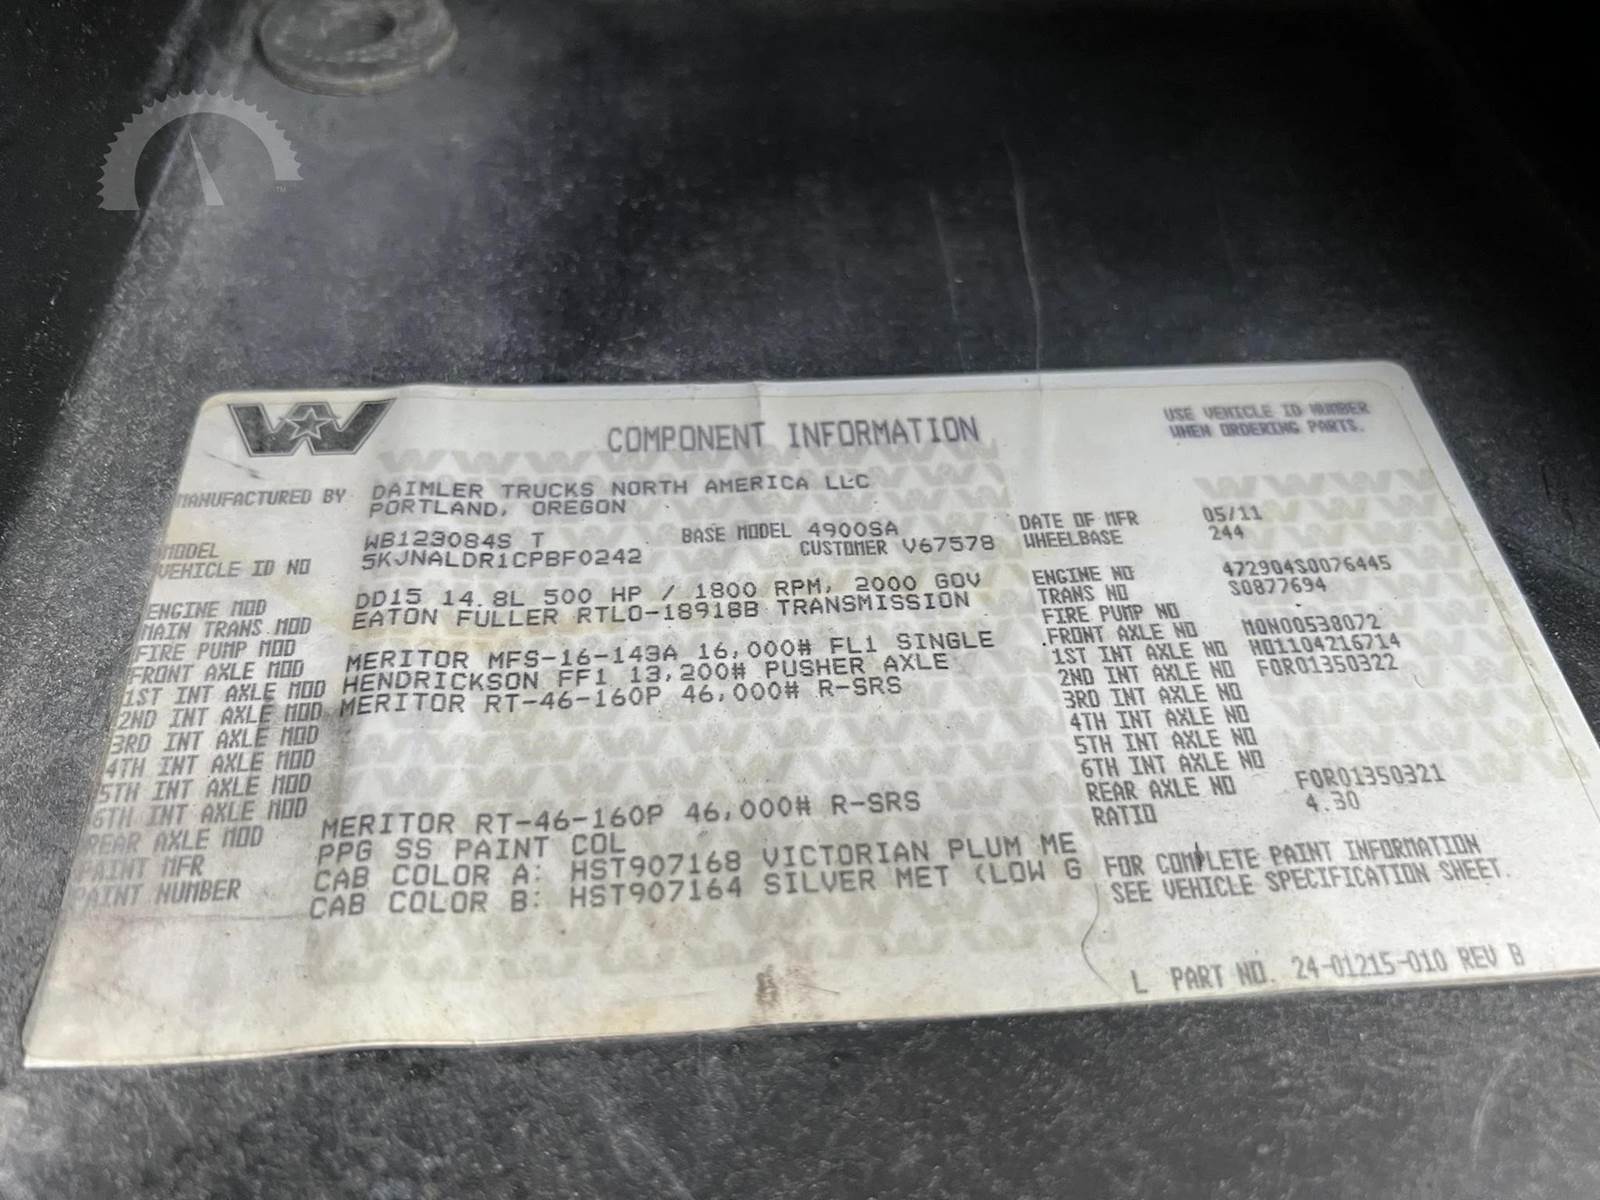 COMPONENT INFORMATION
USE VEHICLE ID NUMBER
WHEN ORDERING PARTS.
MANUFACTURED BY DAIMLER TRUCKS NORTH AMERICA LLC
PORTLAND, OREGON
MODEL WB123084S T BASE MODEL 4900SA DATE OF MFR 05/11
VEHICLE ID NO 5KJNALDR1CPBF0242 CUSTOMER V67578 WHEELBASE 244
ENGINE MOD DD15 14.8L 500 HP / 1800 RPM, 2000 GOV ENGINE NO 472904S0076445
MAIN TRANS MOD EATON FULLER RTLO-18918B TRANSMISSION TRANS NO S0877694
FIRE PUMP MOD FIRE PUMP NO
FRONT AXLE MOD MERITOR MFS-16-143A 16,000# FL1 SINGLE FRONT AXLE NO MON00538072
1ST INT AXLE MOD HENDRICKSON FF1 13,200# PUSHER AXLE 1ST INT AXLE NO H01104216714
2ND INT AXLE MOD MERITOR RT-46-160P 46,000# R-SRS 2ND INT AXLE NO FOR01350322
3RD INT AXLE MOD 3RD INT AXLE NO
4TH INT AXLE MOD 4TH INT AXLE NO
5TH INT AXLE MOD 5TH INT AXLE NO
6TH INT AXLE MOD 6TH INT AXLE NO
REAR AXLE MOD MERITOR RT-46-160P 46,000# R-SRS REAR AXLE NO FOR01350321
PAINT MFR PPG SS PAINT COL RATIO 4.30
PAINT NUMBER CAB COLOR A: HST907168 VICTORIAN PLUM ME
CAB COLOR B: HST907164 SILVER MET (LOW G
FOR COMPLETE PAINT INFORMATION
SEE VEHICLE SPECIFICATION SHEET.
L PART NO. 24-01215-010 REV B